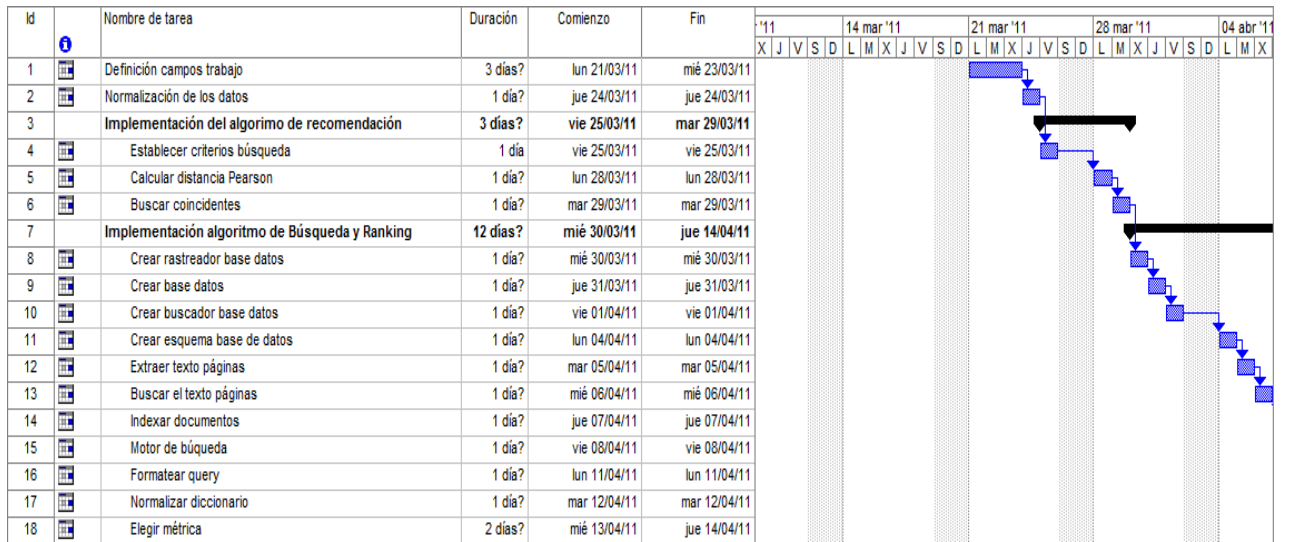 Id Nombre de tarea Duración Comienzo Fin '11 14 mar '11 21 mar '11 28 mar '11 04 abr '11
X J V S D L M X J V S D L M X J V S D L M X J V S D L M X
1 Definición campos trabajo 3 días? lun 21/03/11 mié 23/03/11
2 Normalización de los datos 1 día? jue 24/03/11 jue 24/03/11
3 Implementación del algorimo de recomendación 3 días? vie 25/03/11 mar 29/03/11
4 Establecer criterios búsqueda 1 día vie 25/03/11 vie 25/03/11
5 Calcular distancia Pearson 1 día? lun 28/03/11 lun 28/03/11
6 Buscar coincidentes 1 día? mar 29/03/11 mar 29/03/11
7 Implementación algoritmo de Búsqueda y Ranking 12 días? mié 30/03/11 jue 14/04/11
8 Crear rastreador base datos 1 día? mié 30/03/11 mié 30/03/11
9 Crear base datos 1 día? jue 31/03/11 jue 31/03/11
10 Crear buscador base datos 1 día? vie 01/04/11 vie 01/04/11
11 Crear esquema base de datos 1 día? lun 04/04/11 lun 04/04/11
12 Extraer texto páginas 1 día? mar 05/04/11 mar 05/04/11
13 Buscar el texto páginas 1 día? mié 06/04/11 mié 06/04/11
14 Indexar documentos 1 día? jue 07/04/11 jue 07/04/11
15 Motor de búqueda 1 día? vie 08/04/11 vie 08/04/11
16 Formatear query 1 día? lun 11/04/11 lun 11/04/11
17 Normalizar diccionario 1 día? mar 12/04/11 mar 12/04/11
18 Elegir métrica 2 días? mié 13/04/11 jue 14/04/11